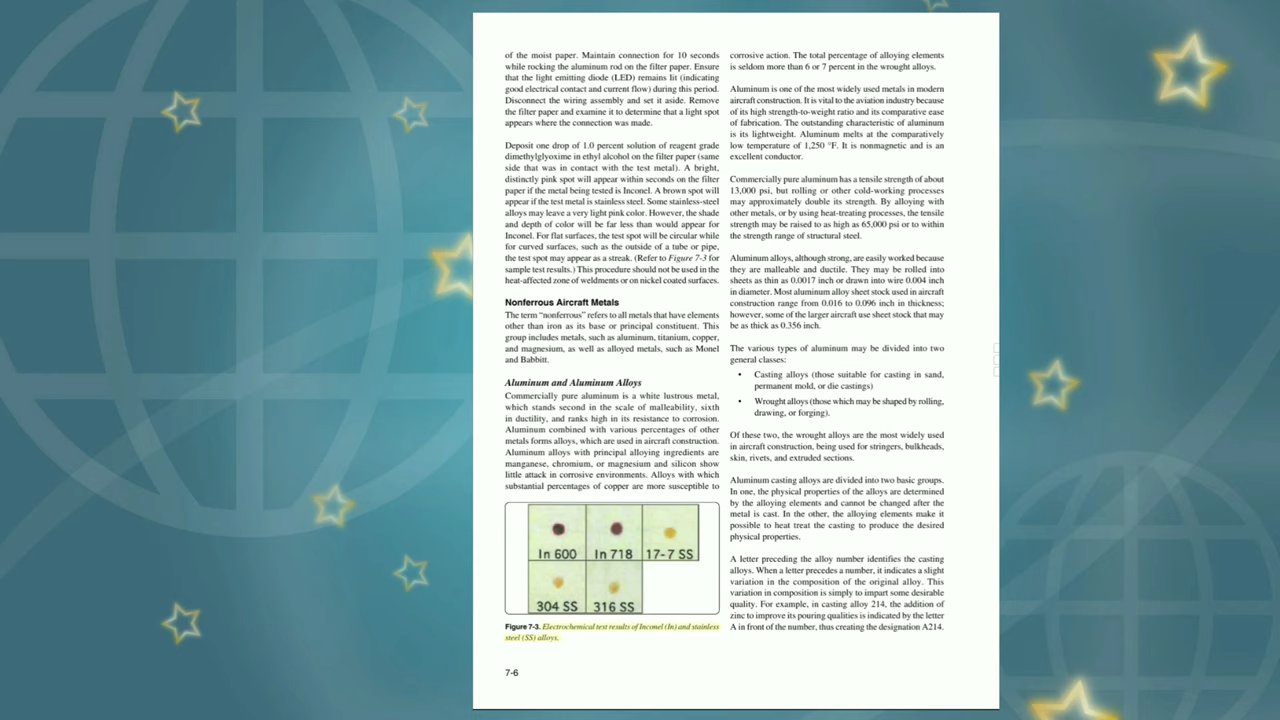 of the moist paper. Maintain connection for 10 seconds
while rocking the aluminum rod on the filter paper. Ensure
that the light emitting diode (LED) remains lit (indicating
good electrical contact and current flow) during this period.
Disconnect the wiring assembly and set it aside. Remove
the filter paper and examine it to determine that a light spot
appears where the connection was made.
Deposit one drop of 1.0 percent solution of reagent grade
dimethylglyoxime in ethyl alcohol on the filter paper (same
side that was in contact with the test metal). A bright,
distinctly pink spot will appear within seconds on the filter
paper if the metal being tested is Inconel. A brown spot will
appear if the test metal is stainless steel. Some stainless-steel
alloys may leave a very light pink color. However, the shade
and depth of color will be far less than would appear for
Inconel. For flat surfaces, the test spot will be circular while
for curved surfaces, such as the outside of a tube or pipe,
the test spot may appear as a streak. (Refer to Figure 7-3 for
sample test results.) This procedure should not be used in the
heat-affected zone of weldments or on nickel coated surfaces.
Nonferrous Aircraft Metals
The term “nonferrous” refers to all metals that have elements
other than iron as its base or principal constituent. This
group includes metals, such as aluminum, titanium, copper,
and magnesium, as well as alloyed metals, such as Monel
and Babbitt.
Aluminum and Aluminum Alloys
Commercially pure aluminum is a white lustrous metal,
which stands second in the scale of malleability, sixth
in ductility, and ranks high in its resistance to corrosion.
Aluminum combined with various percentages of other
metals forms alloys, which are used in aircraft construction.
Aluminum alloys with principal alloying ingredients are
manganese, chromium, or magnesium and silicon show
little attack in corrosive environments. Alloys with which
substantial percentages of copper are more susceptible to
In 600 In 718 17-7 SS
304 SS 316 SS
Figure 7-3. Electrochemical test results of Inconel (In) and stainless
steel (SS) alloys.
7-6
corrosive action. The total percentage of alloying elements
is seldom more than 6 or 7 percent in the wrought alloys.
Aluminum is one of the most widely used metals in modern
aircraft construction. It is vital to the aviation industry because
of its high strength-to-weight ratio and its comparative ease
of fabrication. The outstanding characteristic of aluminum
is its lightweight. Aluminum melts at the comparatively
low temperature of 1,250 °F. It is nonmagnetic and is an
excellent conductor.
Commercially pure aluminum has a tensile strength of about
13,000 psi, but rolling or other cold-working processes
may approximately double its strength. By alloying with
other metals, or by using heat-treating processes, the tensile
strength may be raised to as high as 65,000 psi or to within
the strength range of structural steel.
Aluminum alloys, although strong, are easily worked because
they are malleable and ductile. They may be rolled into
sheets as thin as 0.0017 inch or drawn into wire 0.004 inch
in diameter. Most aluminum alloy sheet stock used in aircraft
construction range from 0.016 to 0.096 inch in thickness;
however, some of the larger aircraft use sheet stock that may
be as thick as 0.356 inch.
The various types of aluminum may be divided into two
general classes:
• Casting alloys (those suitable for casting in sand,
permanent mold, or die castings)
• Wrought alloys (those which may be shaped by rolling,
drawing, or forging).
Of these two, the wrought alloys are the most widely used
in aircraft construction, being used for stringers, bulkheads,
skin, rivets, and extruded sections.
Aluminum casting alloys are divided into two basic groups.
In one, the physical properties of the alloys are determined
by the alloying elements and cannot be changed after the
metal is cast. In the other, the alloying elements make it
possible to heat treat the casting to produce the desired
physical properties.
A letter preceding the alloy number identifies the casting
alloys. When a letter precedes a number, it indicates a slight
variation in the composition of the original alloy. This
variation in composition is simply to impart some desirable
quality. For example, in casting alloy 214, the addition of
zinc to improve its pouring qualities is indicated by the letter
A in front of the number, thus creating the designation A214.